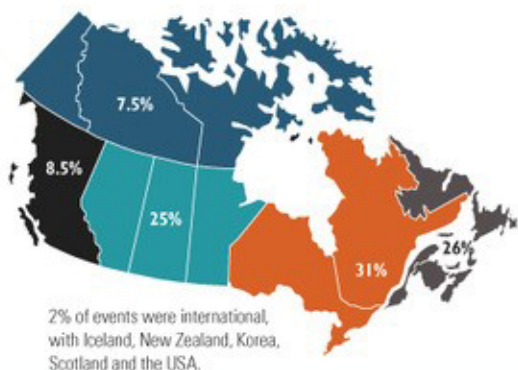 7.5%
8.5%
25%
31%
26%
2% of events were international,
with Iceland, New Zealand, Korea,
Scotland and the USA.